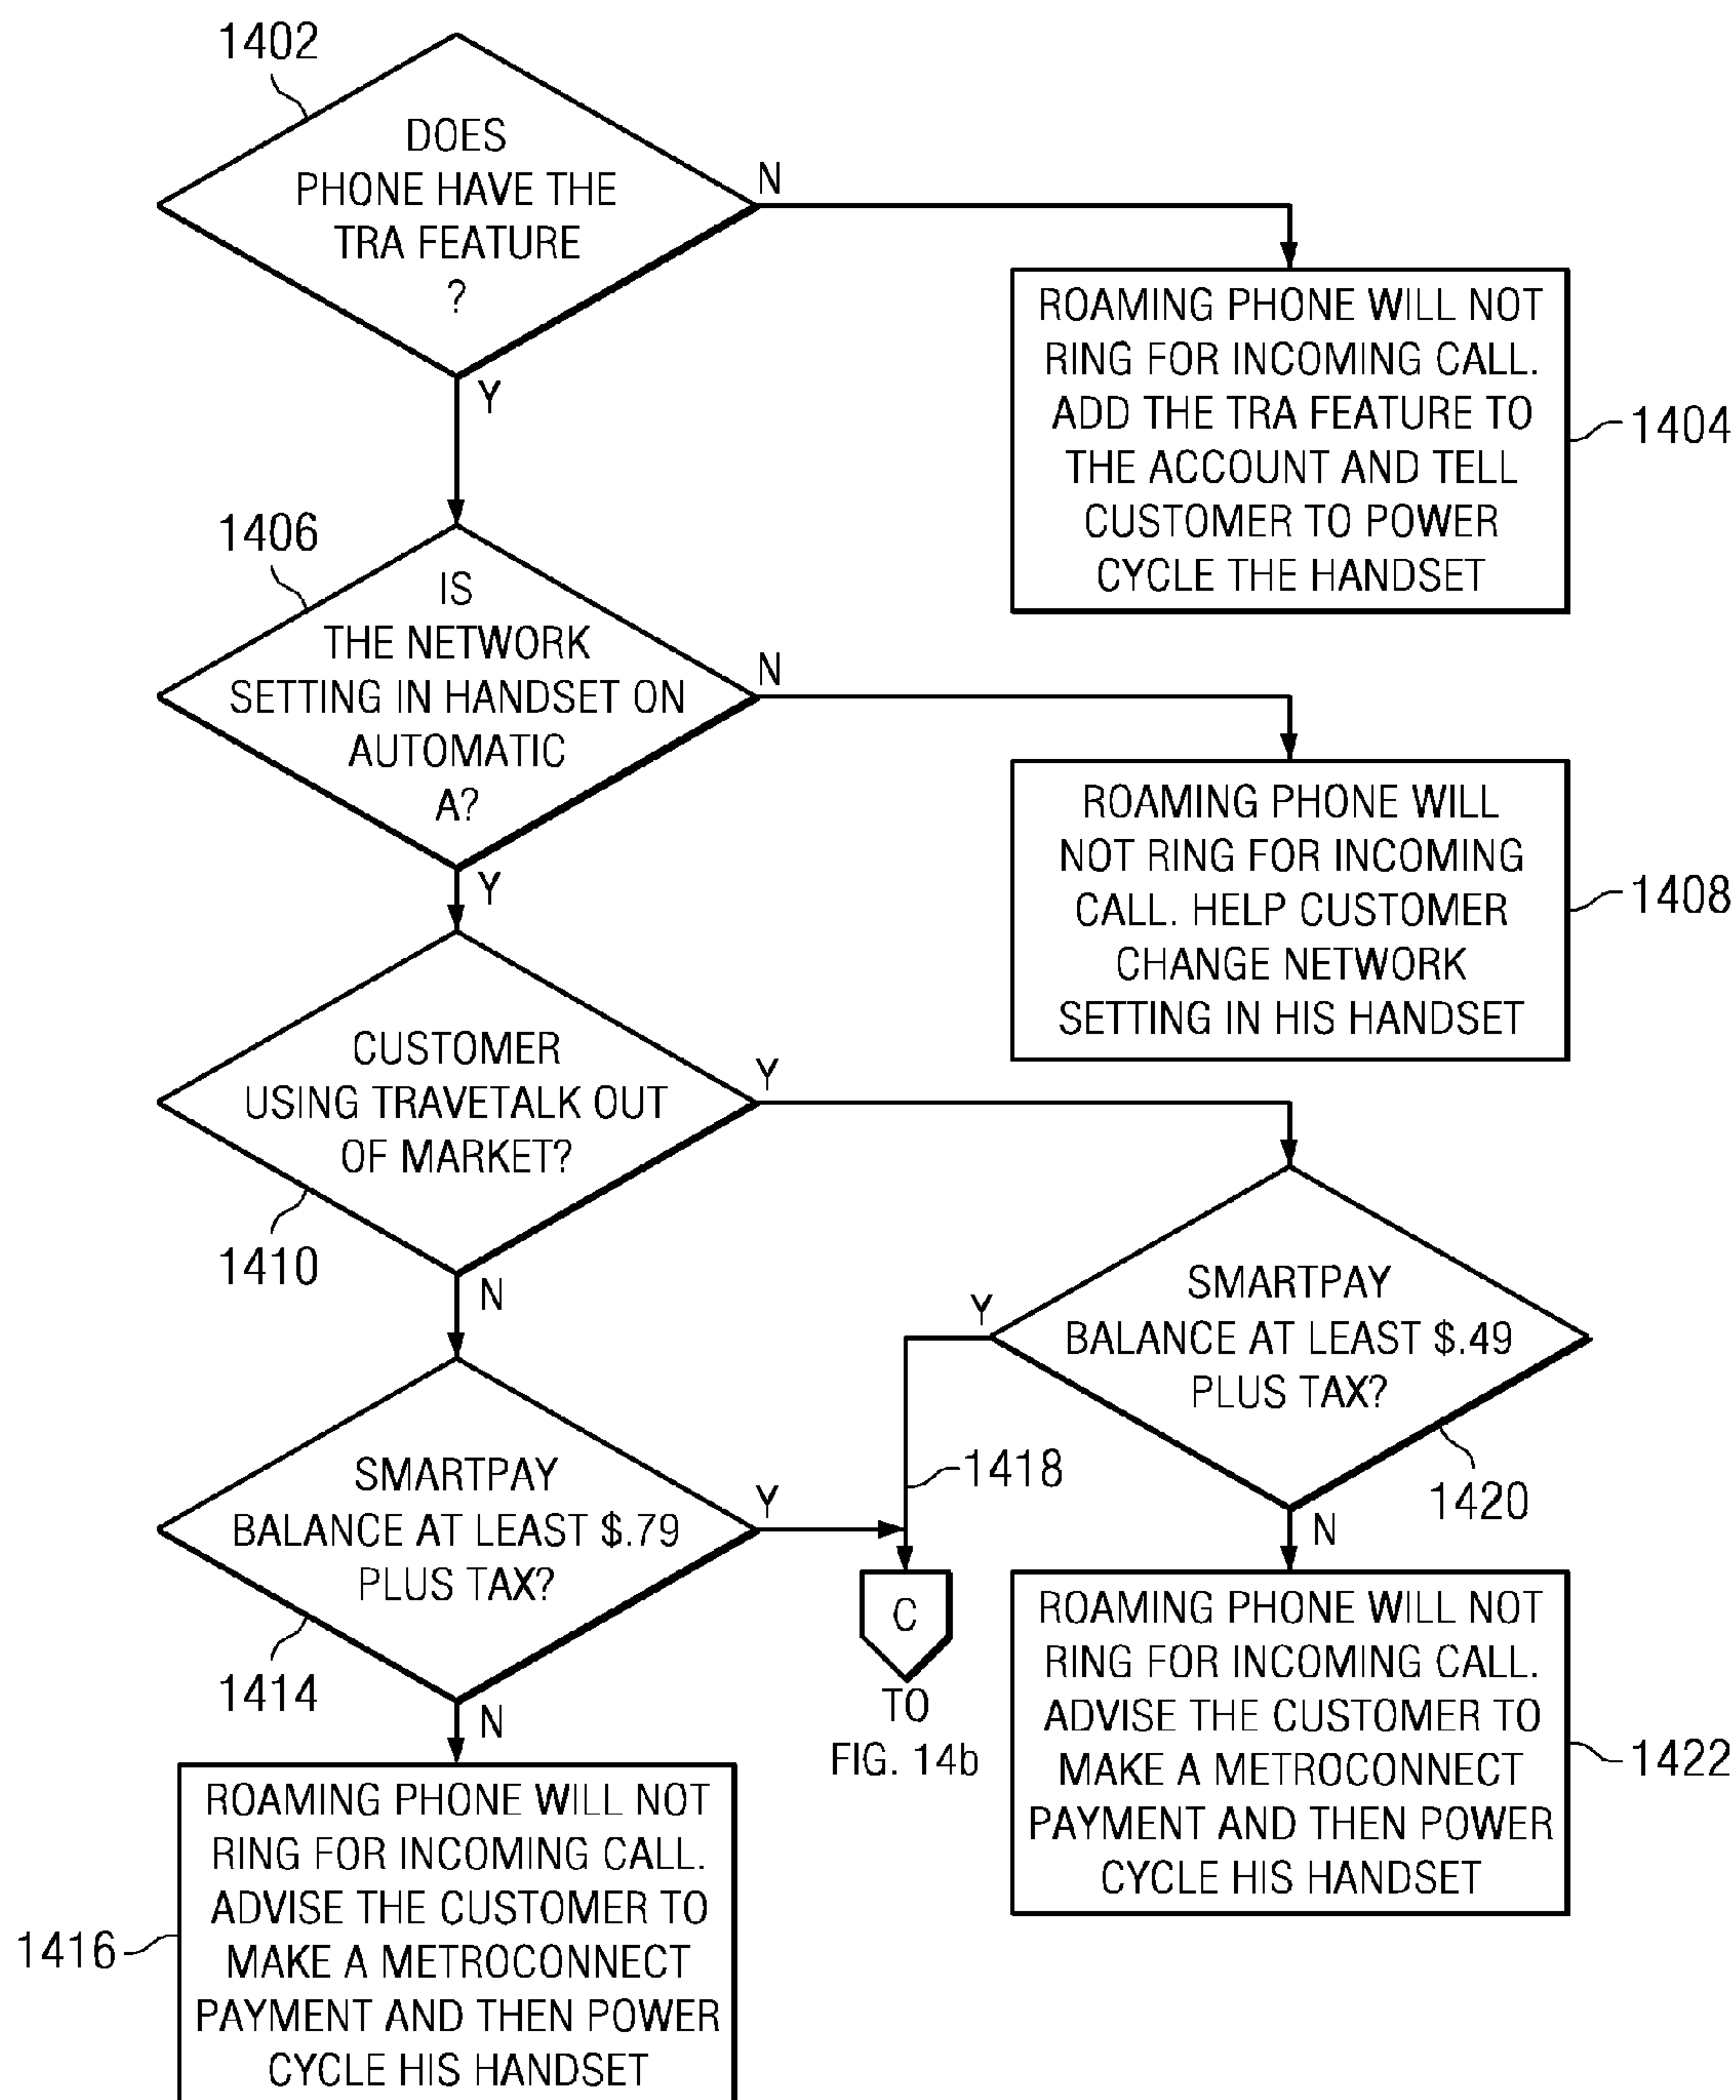 1402
DOES
PHONE HAVE THE
TRA FEATURE
?
N
Y
ROAMING PHONE WILL NOT
RING FOR INCOMING CALL.
ADD THE TRA FEATURE TO
THE ACCOUNT AND TELL
CUSTOMER TO POWER
CYCLE THE HANDSET
1404
1406
IS
THE NETWORK
SETTING IN HANDSET ON
AUTOMATIC
A?
N
Y
ROAMING PHONE WILL
NOT RING FOR INCOMING
CALL. HELP CUSTOMER
CHANGE NETWORK
SETTING IN HIS HANDSET
1408
CUSTOMER
USING TRAVETALK OUT
OF MARKET?
Y
1410
N
SMARTPAY
BALANCE AT LEAST $.49
PLUS TAX?
Y
1420
N
SMARTPAY
BALANCE AT LEAST $.79
PLUS TAX?
Y
1418
1414
N
C
TO
FIG. 14b
ROAMING PHONE WILL NOT
RING FOR INCOMING CALL.
ADVISE THE CUSTOMER TO
MAKE A METROCONNECT
PAYMENT AND THEN POWER
CYCLE HIS HANDSET
1422
ROAMING PHONE WILL NOT
RING FOR INCOMING CALL.
ADVISE THE CUSTOMER TO
MAKE A METROCONNECT
PAYMENT AND THEN POWER
CYCLE HIS HANDSET
1416